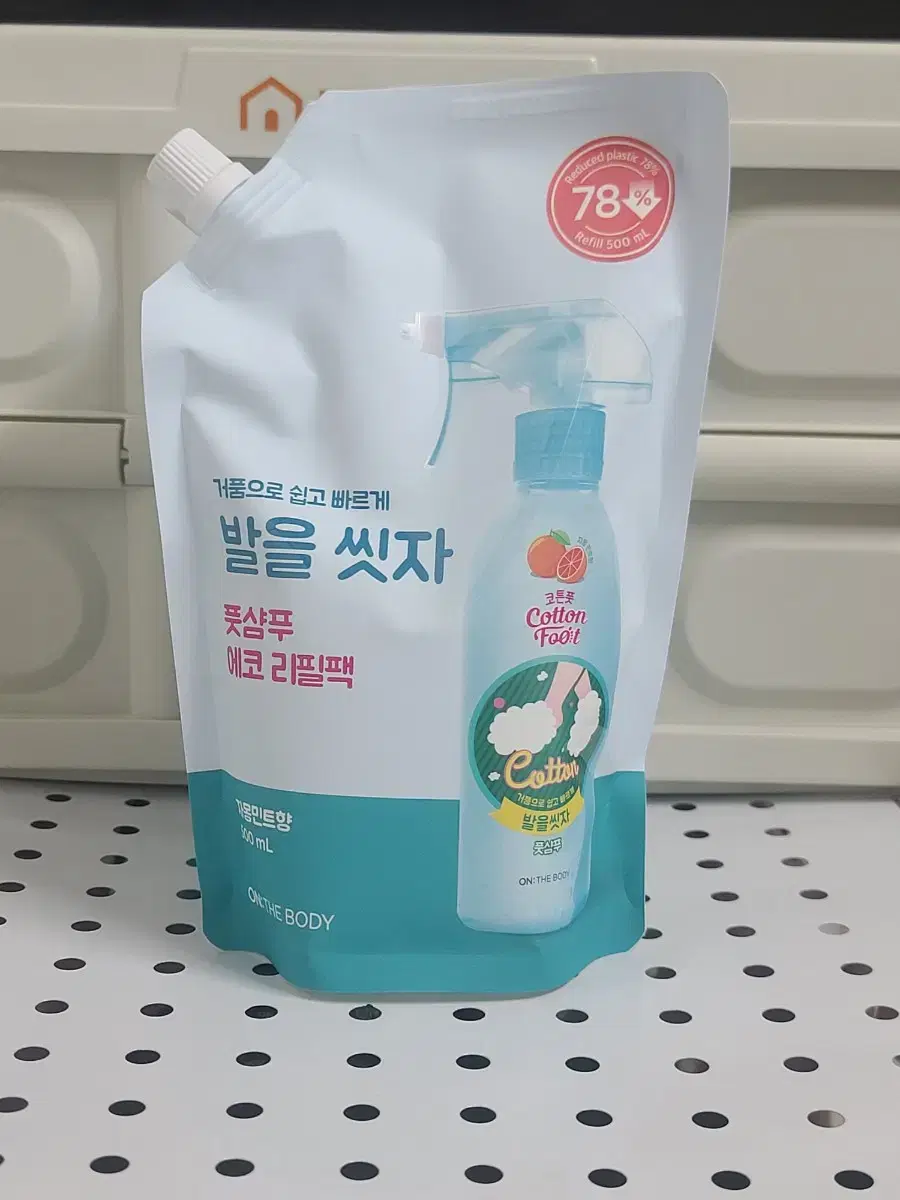 Reduced plastic 78%
78%
Refill 500 mL
거품으로 쉽고 빠르게
발을 씻자
풋샴푸
에코 리필팩
자몽민트향
500 mL
ON:THE BODY
코튼풋
Cotton
Foot
Cotton
거품으로 쉽고 빠르게
발을씻자
풋샴푸
ON:THE BODY